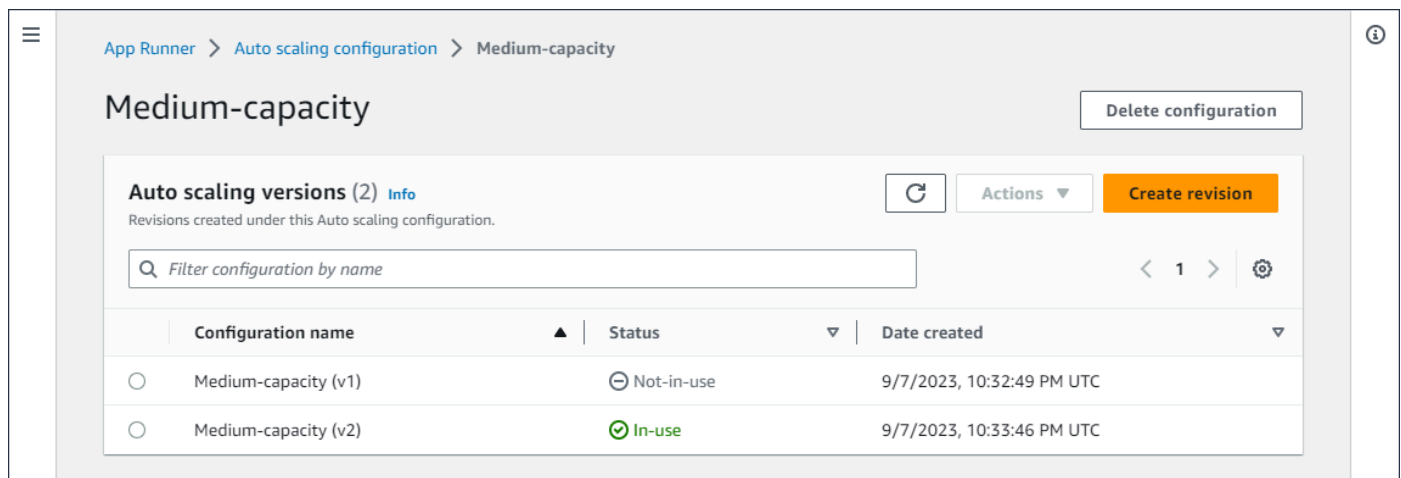 App Runner > Auto scaling configuration > Medium-capacity
Medium-capacity
Delete configuration
Auto scaling versions (2) Info
Actions
Create revision
Revisions created under this Auto scaling configuration.
Filter configuration by name
1
Configuration name Status Date created
Medium-capacity (v1) Not-in-use 9/7/2023, 10:32:49 PM UTC
Medium-capacity (v2) In-use 9/7/2023, 10:33:46 PM UTC